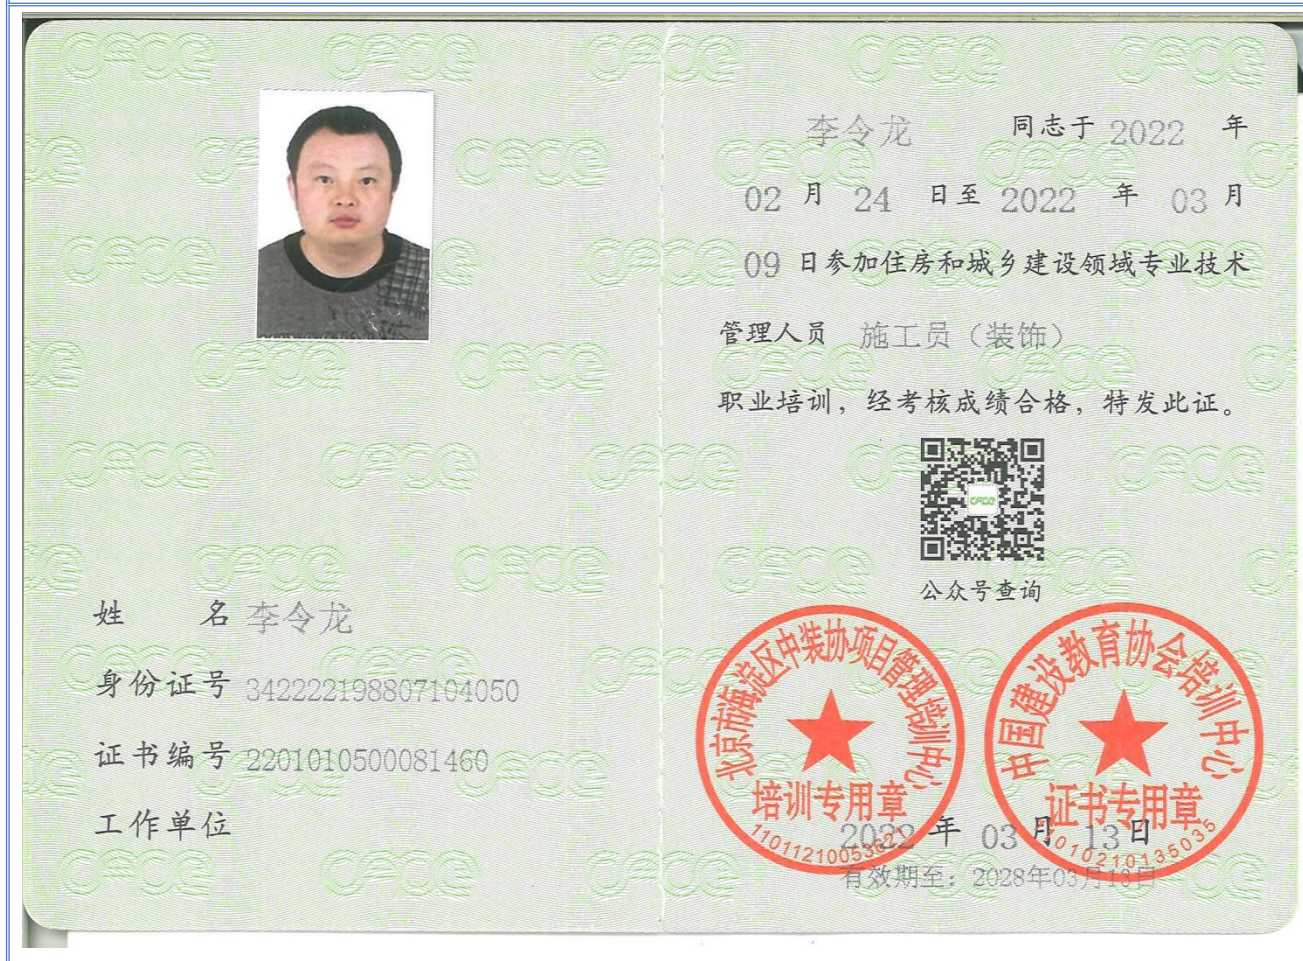 姓 名 李令龙
身份证号 342222198807104050
证书编号 2201010500081460
工作单位
李令龙 同志于 2022 年
02 月 24 日至 2022 年 03 月
09 日参加住房和城乡建设领域专业技术
管理人员 施工员（装饰）
职业培训，经考核成绩合格，特发此证。
cece
公众号查询
北京市海淀区中装协项目管理培训中心
培训专用章
中国建设教育协会培训中心
证书专用章
2022 年 03 月 13 日
有效期至：2028年03月13日